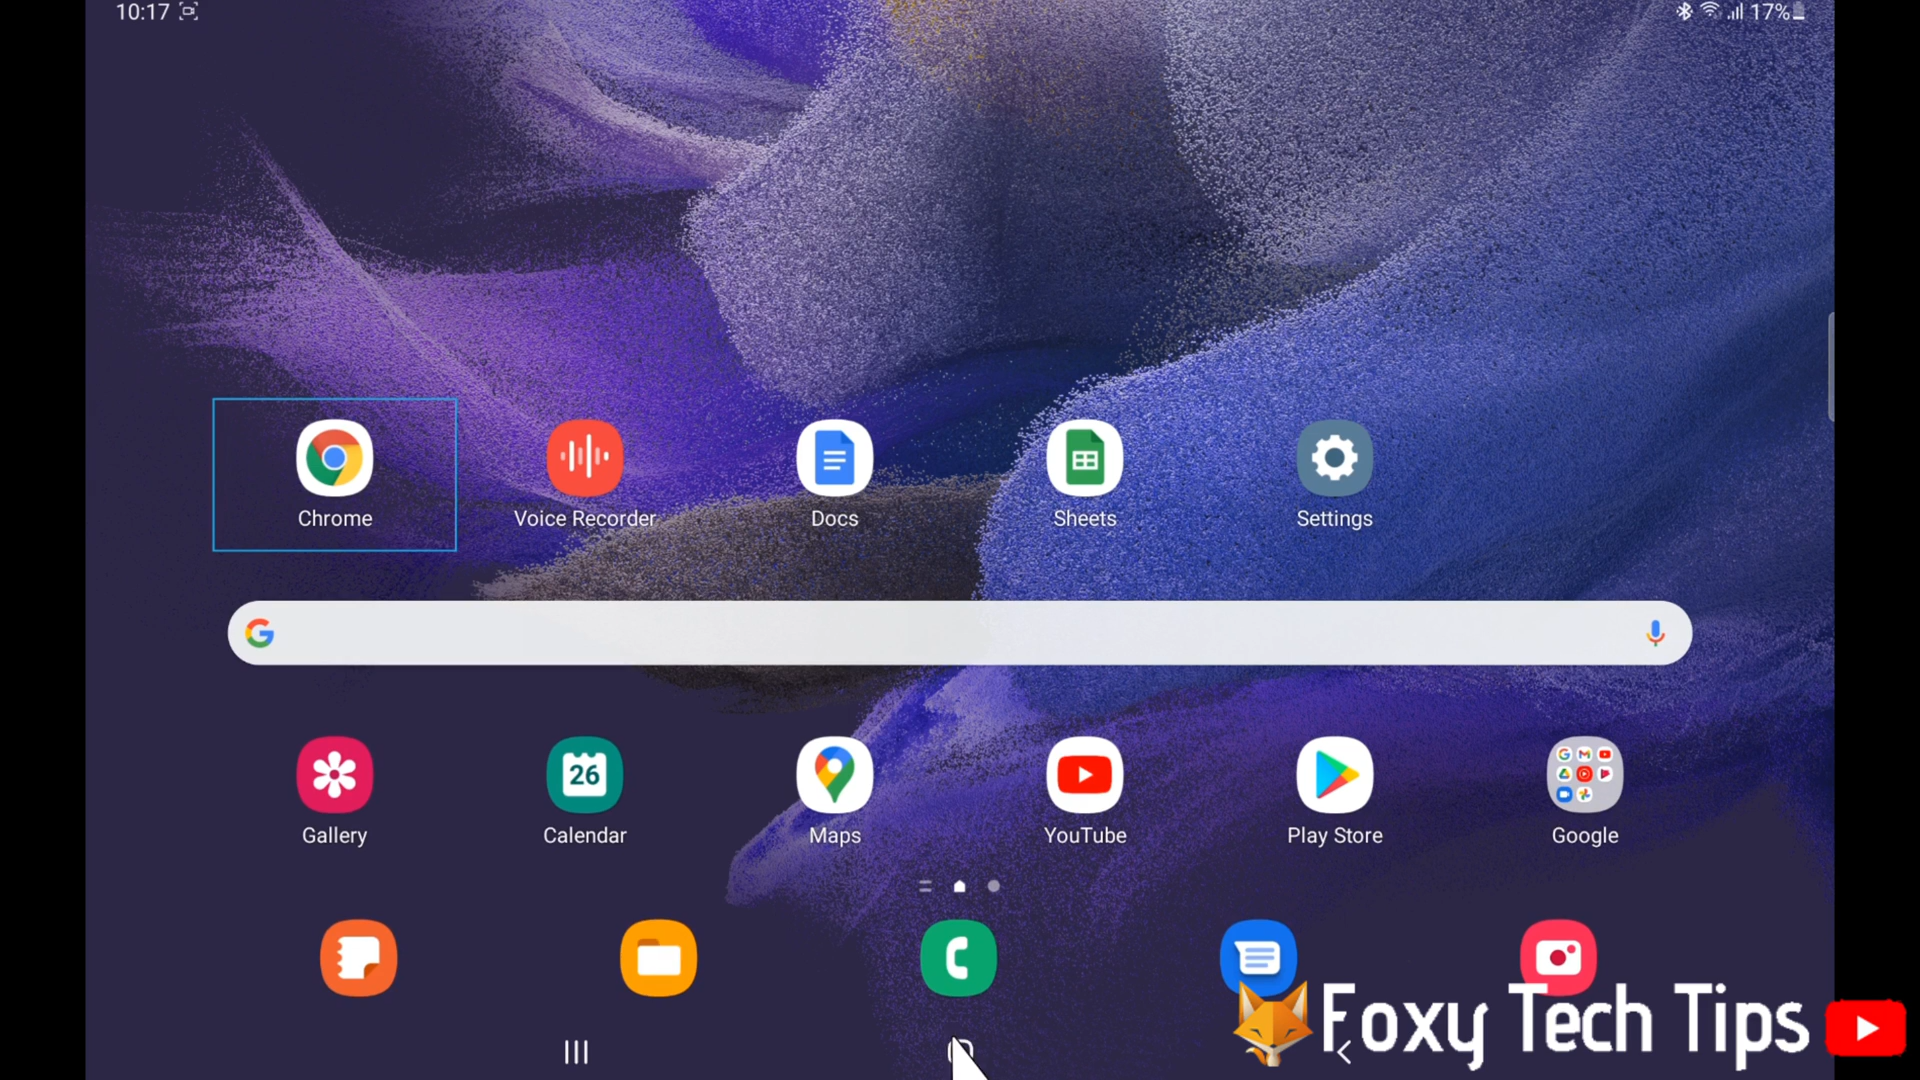 10:17
17%
Chrome
Voice Recorder
Docs
Sheets
Settings
G
Gallery
26
Calendar
Maps
YouTube
Play Store
Google
Foxy Tech Tips